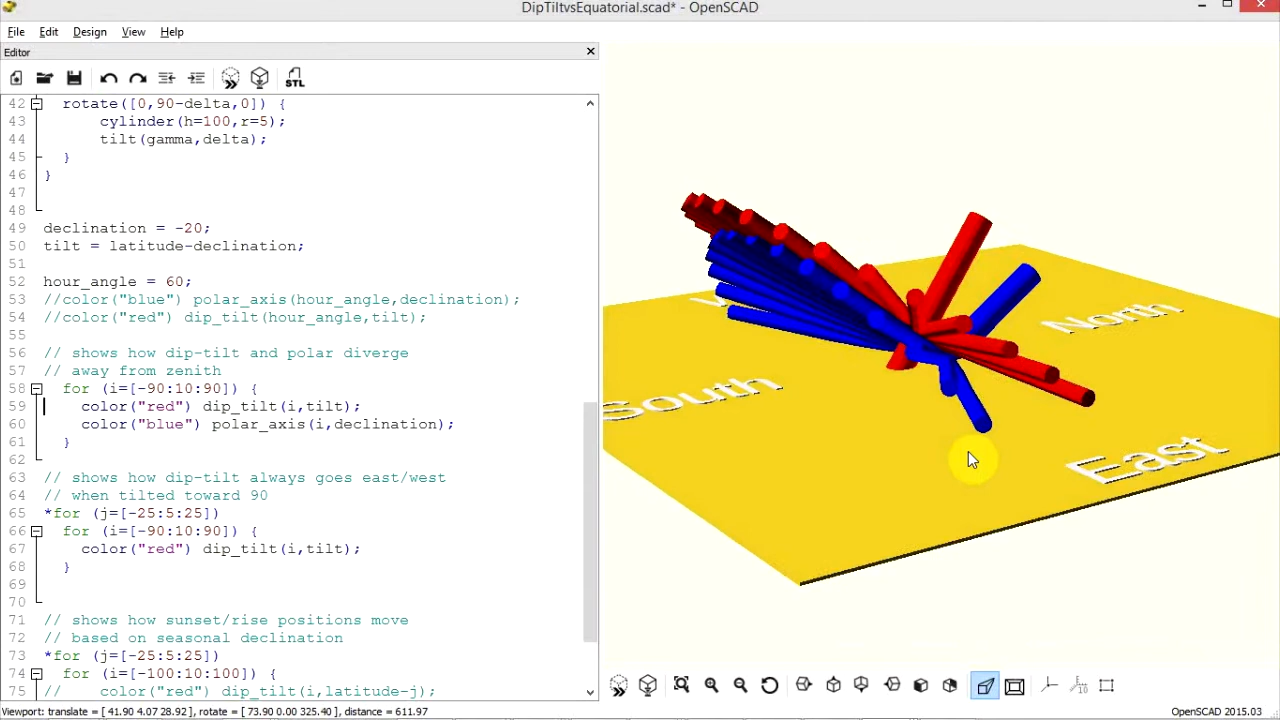 DipTiltvsEquatorial.scad* - OpenSCAD
File Edit Design View Help
Editor
STL
42 rotate([0,90-delta,0]) {
43 cylinder(h=100,r=5);
44 tilt(gamma,delta);
45 }
46 }
47
48
49 declination = -20;
50 tilt = latitude-declination;
51
52 hour_angle = 60;
53 //color("blue") polar_axis(hour_angle,declination);
54 //color("red") dip_tilt(hour_angle,tilt);
55
56 // shows how dip-tilt and polar diverge
57 // away from zenith
58 for (i=[-90:10:90]) {
59 color("red") dip_tilt(i,tilt);
60 color("blue") polar_axis(i,declination);
61 }
62
63 // shows how dip-tilt always goes east/west
64 // when tilted toward 90
65 *for (j=[-25:5:25])
66 for (i=[-90:10:90]) {
67 color("red") dip_tilt(i,tilt);
68 }
69
70
71 // shows how sunset/rise positions move
72 // based on seasonal declination
73 *for (j=[-25:5:25])
74 for (i=[-100:10:100]) {
75 // color("red") dip_tilt(i,latitude-j);
North
South
East
Viewport: translate = [ 41.90 4.07 28.92 ], rotate = [ 73.90 0.00 325.40 ], distance = 611.97
OpenSCAD 2015.03